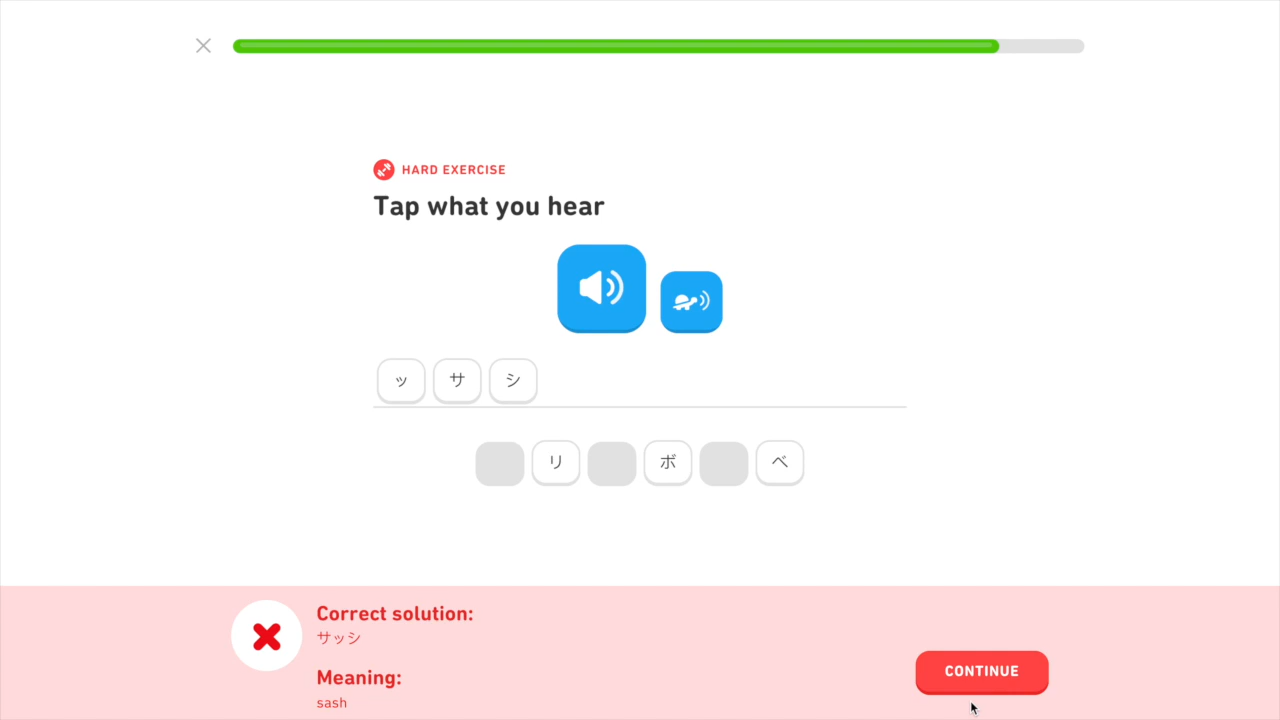 HARD EXERCISE
Tap what you hear
ッ サ シ
リ ボ ベ
Correct solution:
サッシ
Meaning:
sash
CONTINUE